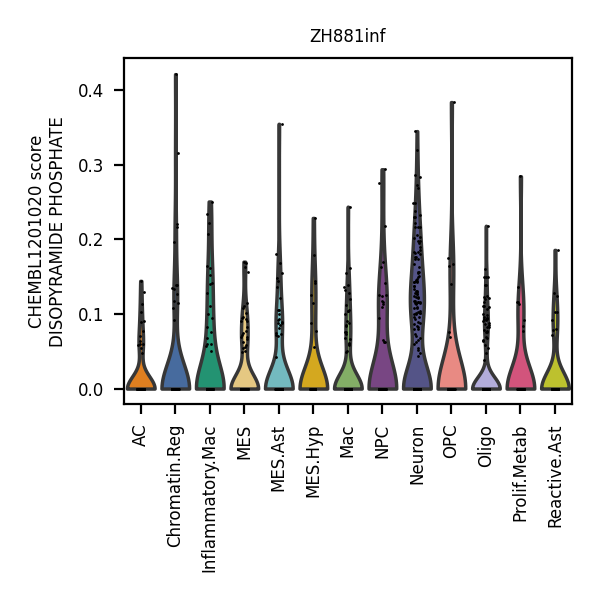 ZH881inf
CHEMBL1201020 score
DISOPYRAMIDE PHOSPHATE
0.4
0.3
0.2
0.1
0.0
AC
Chromatin.Reg
Inflammatory.Mac
MES
MES.Ast
MES.Hyp
Mac
NPC
Neuron
OPC
Oligo
Prolif.Metab
Reactive.Ast